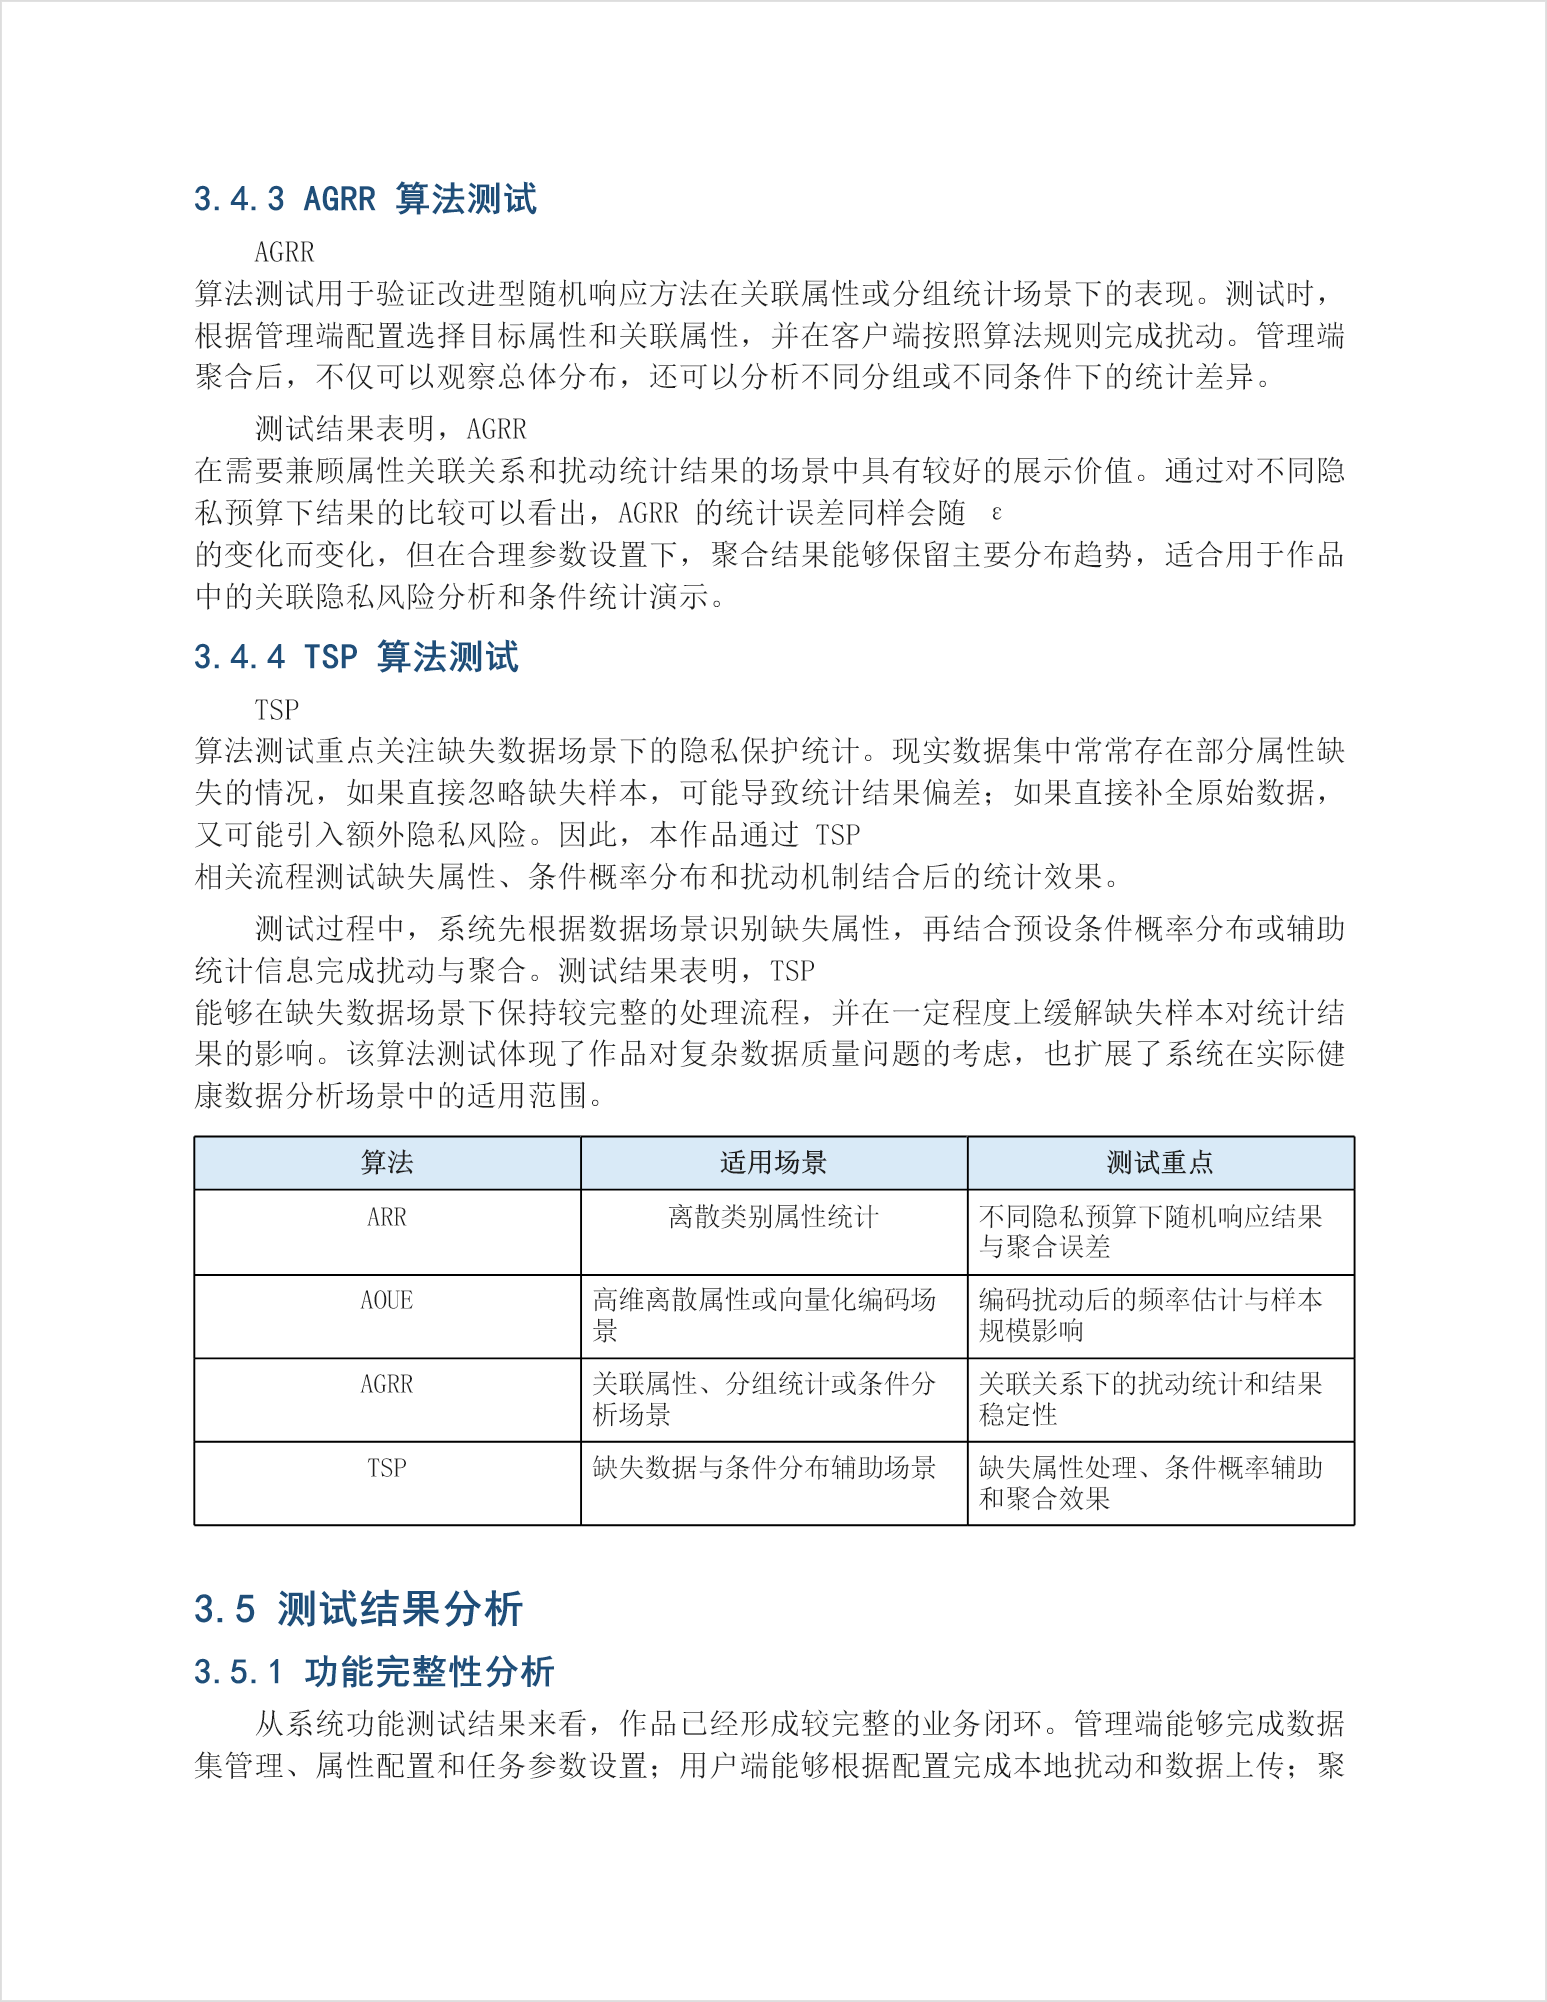 3.4.3 AGRR 算法测试
AGRR
算法测试用于验证改进型随机响应方法在关联属性或分组统计场景下的表现。测试时，
根据管理端配置选择目标属性和关联属性，并在客户端按照算法规则完成扰动。管理端
聚合后，不仅可以观察总体分布，还可以分析不同分组或不同条件下的统计差异。
测试结果表明，AGRR
在需要兼顾属性关联关系和扰动统计结果的场景中具有较好的展示价值。通过对不同隐
私预算下结果的比较可以看出，AGRR 的统计误差同样会随 ε
的变化而变化，但在合理参数设置下，聚合结果能够保留主要分布趋势，适合用于作品
中的关联隐私风险分析和条件统计演示。
3.4.4 TSP 算法测试
TSP
算法测试重点关注缺失数据场景下的隐私保护统计。现实数据集中常常存在部分属性缺
失的情况，如果直接忽略缺失样本，可能导致统计结果偏差；如果直接补全原始数据，
又可能引入额外隐私风险。因此，本作品通过 TSP
相关流程测试缺失属性、条件概率分布和扰动机制结合后的统计效果。
测试过程中，系统先根据数据场景识别缺失属性，再结合预设条件概率分布或辅助
统计信息完成扰动与聚合。测试结果表明，TSP
能够在缺失数据场景下保持较完整的处理流程，并在一定程度上缓解缺失样本对统计结
果的影响。该算法测试体现了作品对复杂数据质量问题的考虑，也扩展了系统在实际健
康数据分析场景中的适用范围。
算法 适用场景 测试重点
ARR 离散类别属性统计 不同隐私预算下随机响应结果
与聚合误差
AOUE 高维离散属性或向量化编码场 编码扰动后的频率估计与样本
景 规模影响
AGRR 关联属性、分组统计或条件分 关联关系下的扰动统计和结果
析场景 稳定性
TSP 缺失数据与条件分布辅助场景 缺失属性处理、条件概率辅助
和聚合效果
3.5 测试结果分析
3.5.1 功能完整性分析
从系统功能测试结果来看，作品已经形成较完整的业务闭环。管理端能够完成数据
集管理、属性配置和任务参数设置；用户端能够根据配置完成本地扰动和数据上传；聚